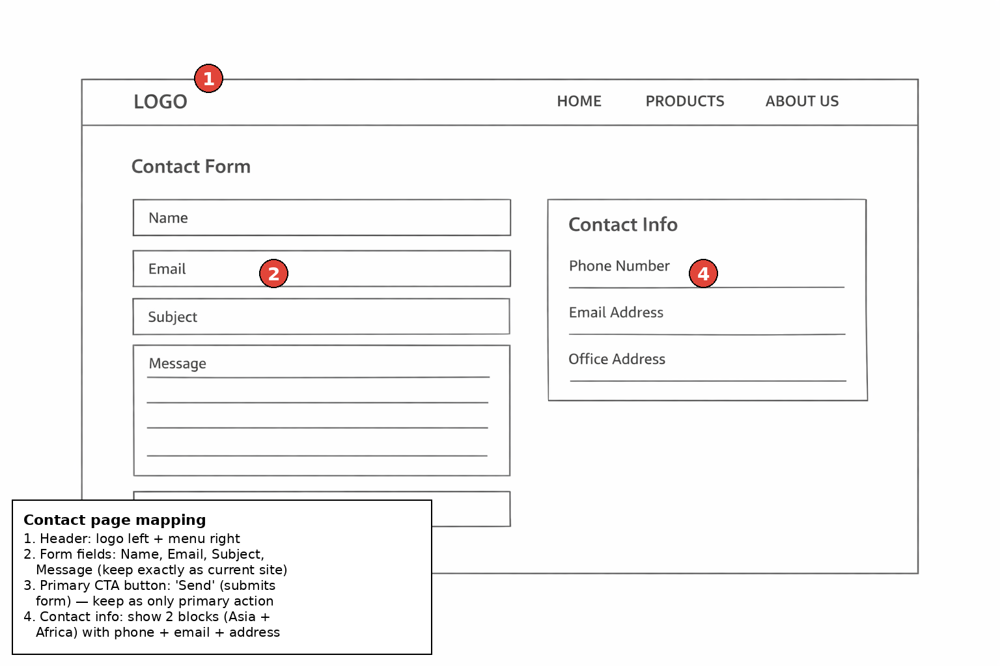 1
LOGO
HOME PRODUCTS ABOUT US
Contact Form
Name
Email
2
Subject
Message
Contact Info
Phone Number
4
Email Address
Office Address
Contact page mapping
1. Header: logo left + menu right
2. Form fields: Name, Email, Subject,
Message (keep exactly as current site)
3. Primary CTA button: 'Send' (submits
form) — keep as only primary action
4. Contact info: show 2 blocks (Asia +
Africa) with phone + email + address